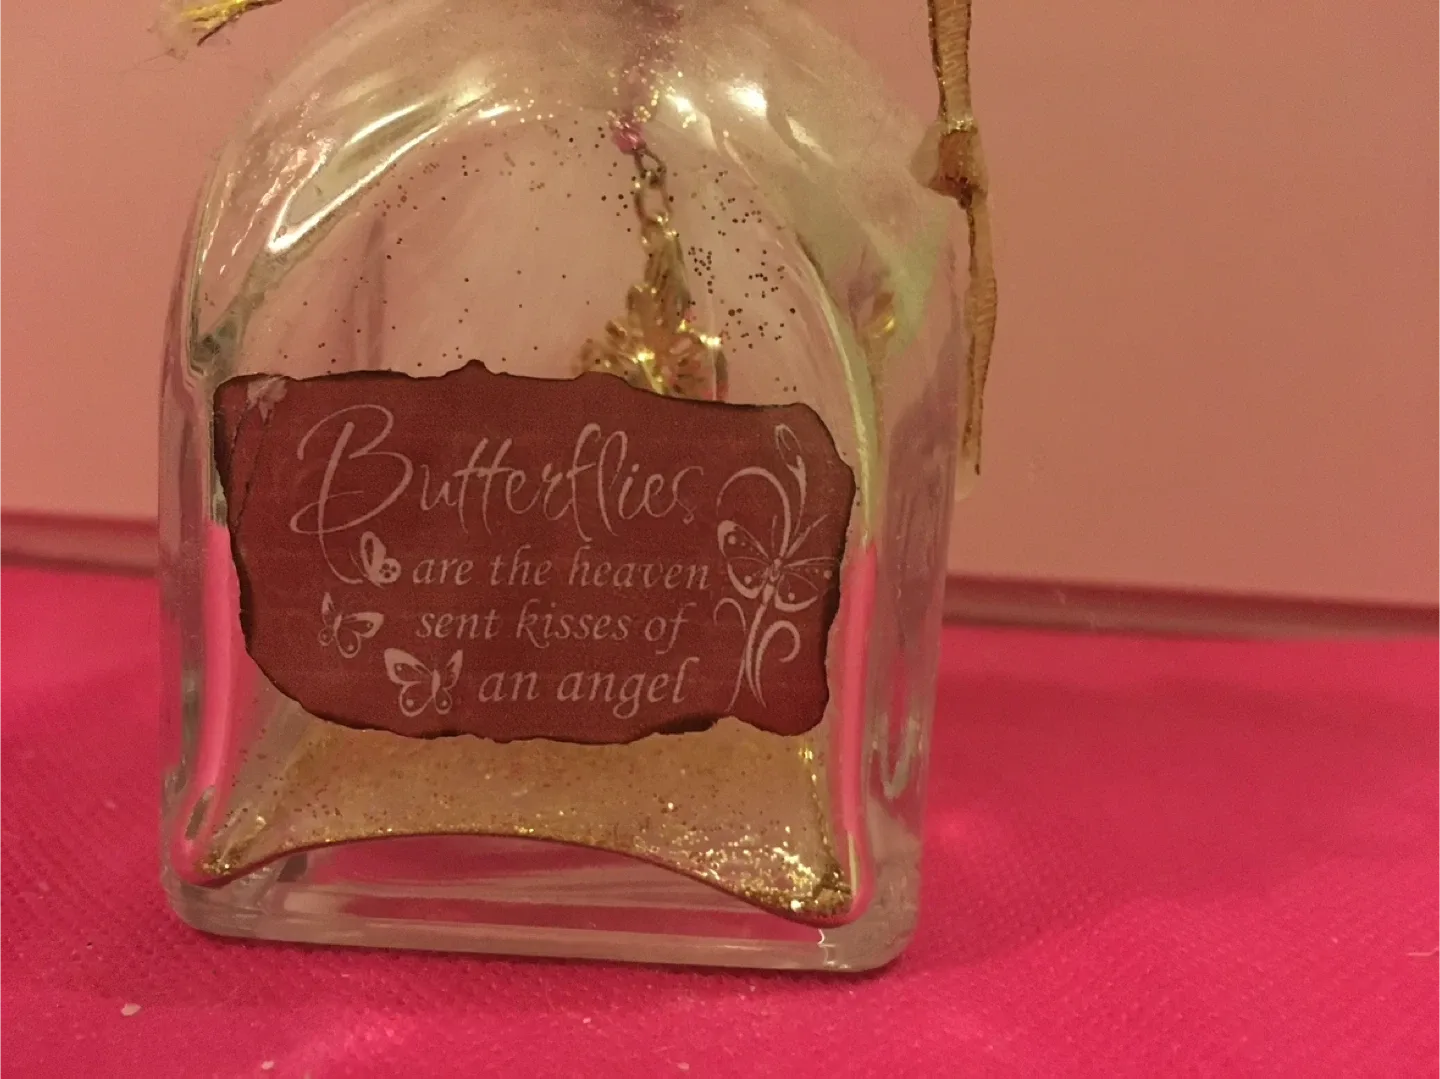 Butterflies
are the heaven
sent kisses of
an angel